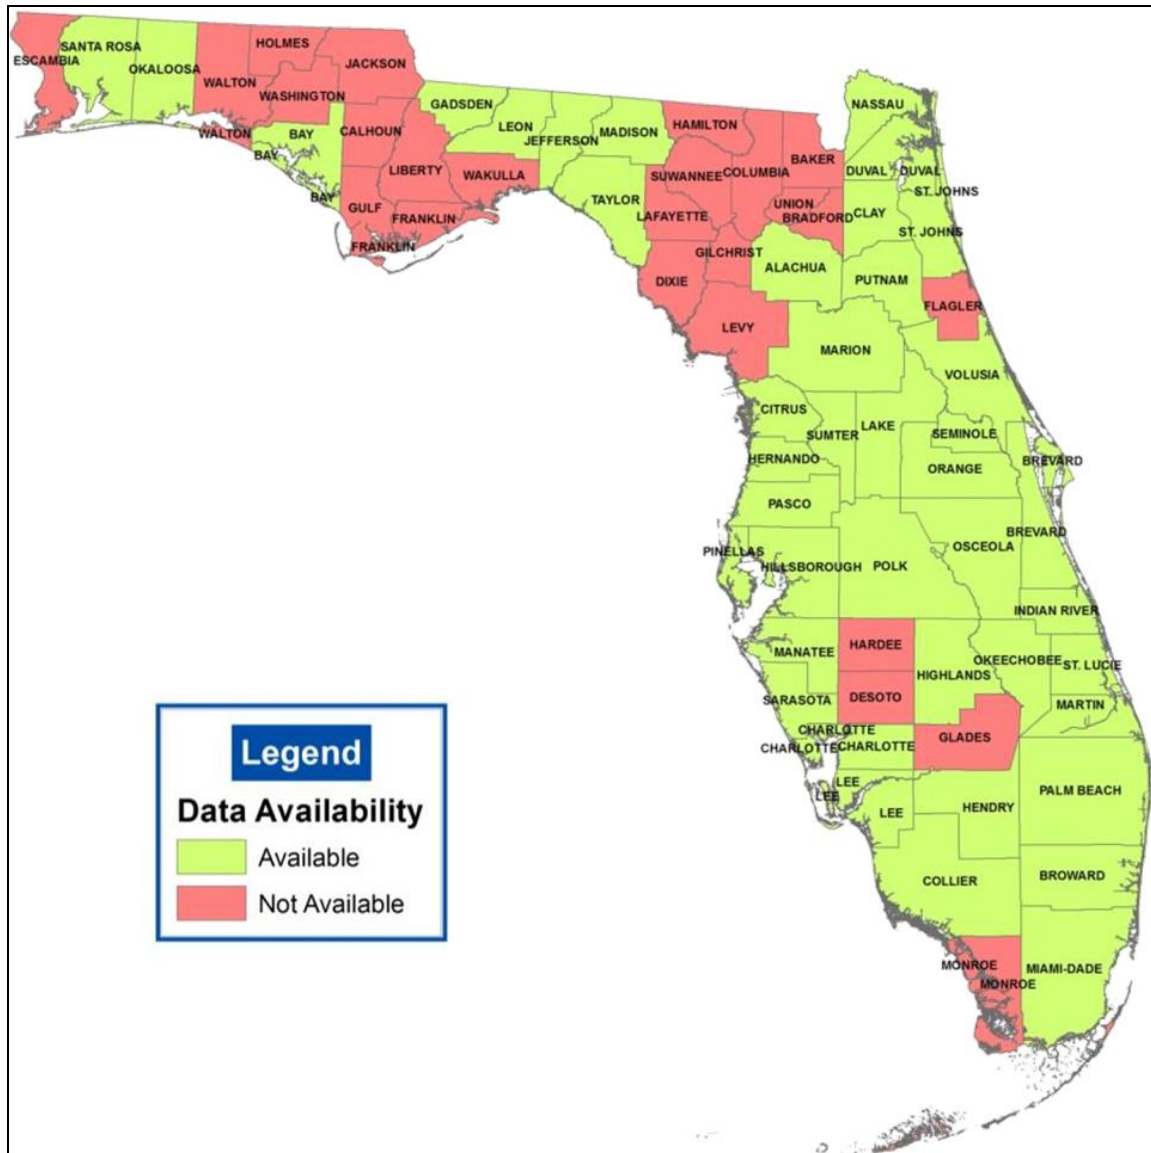 SANTA ROSA
ESCAMBIA
OKALOOSA
HOLMES
JACKSON
WALTON
WASHINGTON
WALTON
BAY
BAY
BAY
CALHOUN
GADSDEN
LEON
JEFFERSON
MADISON
HAMILTON
LIBERTY
WAKULLA
GULF
FRANKLIN
FRANKLIN
TAYLOR
SUWANNEE
COLUMBIA
BAKER
NASSAU
DUVAL
DUVAL
ST. JOHNS
LAFAYETTE
UNION
BRADFORD
CLAY
ST. JOHNS
GILCHRIST
DIXIE
ALACHUA
PUTNAM
FLAGLER
LEVY
MARION
VOLUSIA
CITRUS
SUMTER
LAKE
SEMINOLE
HERNANDO
ORANGE
BREVARD
PASCO
BREVARD
OSCEOLA
PINELLAS
HILLSBOROUGH
POLK
INDIAN RIVER
MANATEE
HARDEE
OKEECHOBEE
ST. LUCIE
HIGHLANDS
SARASOTA
DESOTO
MARTIN
CHARLOTTE
CHARLOTTE
CHARLOTTE
GLADES
LEE
LEE
LEE
HENDRY
PALM BEACH
COLLIER
BROWARD
MONROE
MONROE
MIAMI-DADE
Legend
Data Availability
Available
Not Available